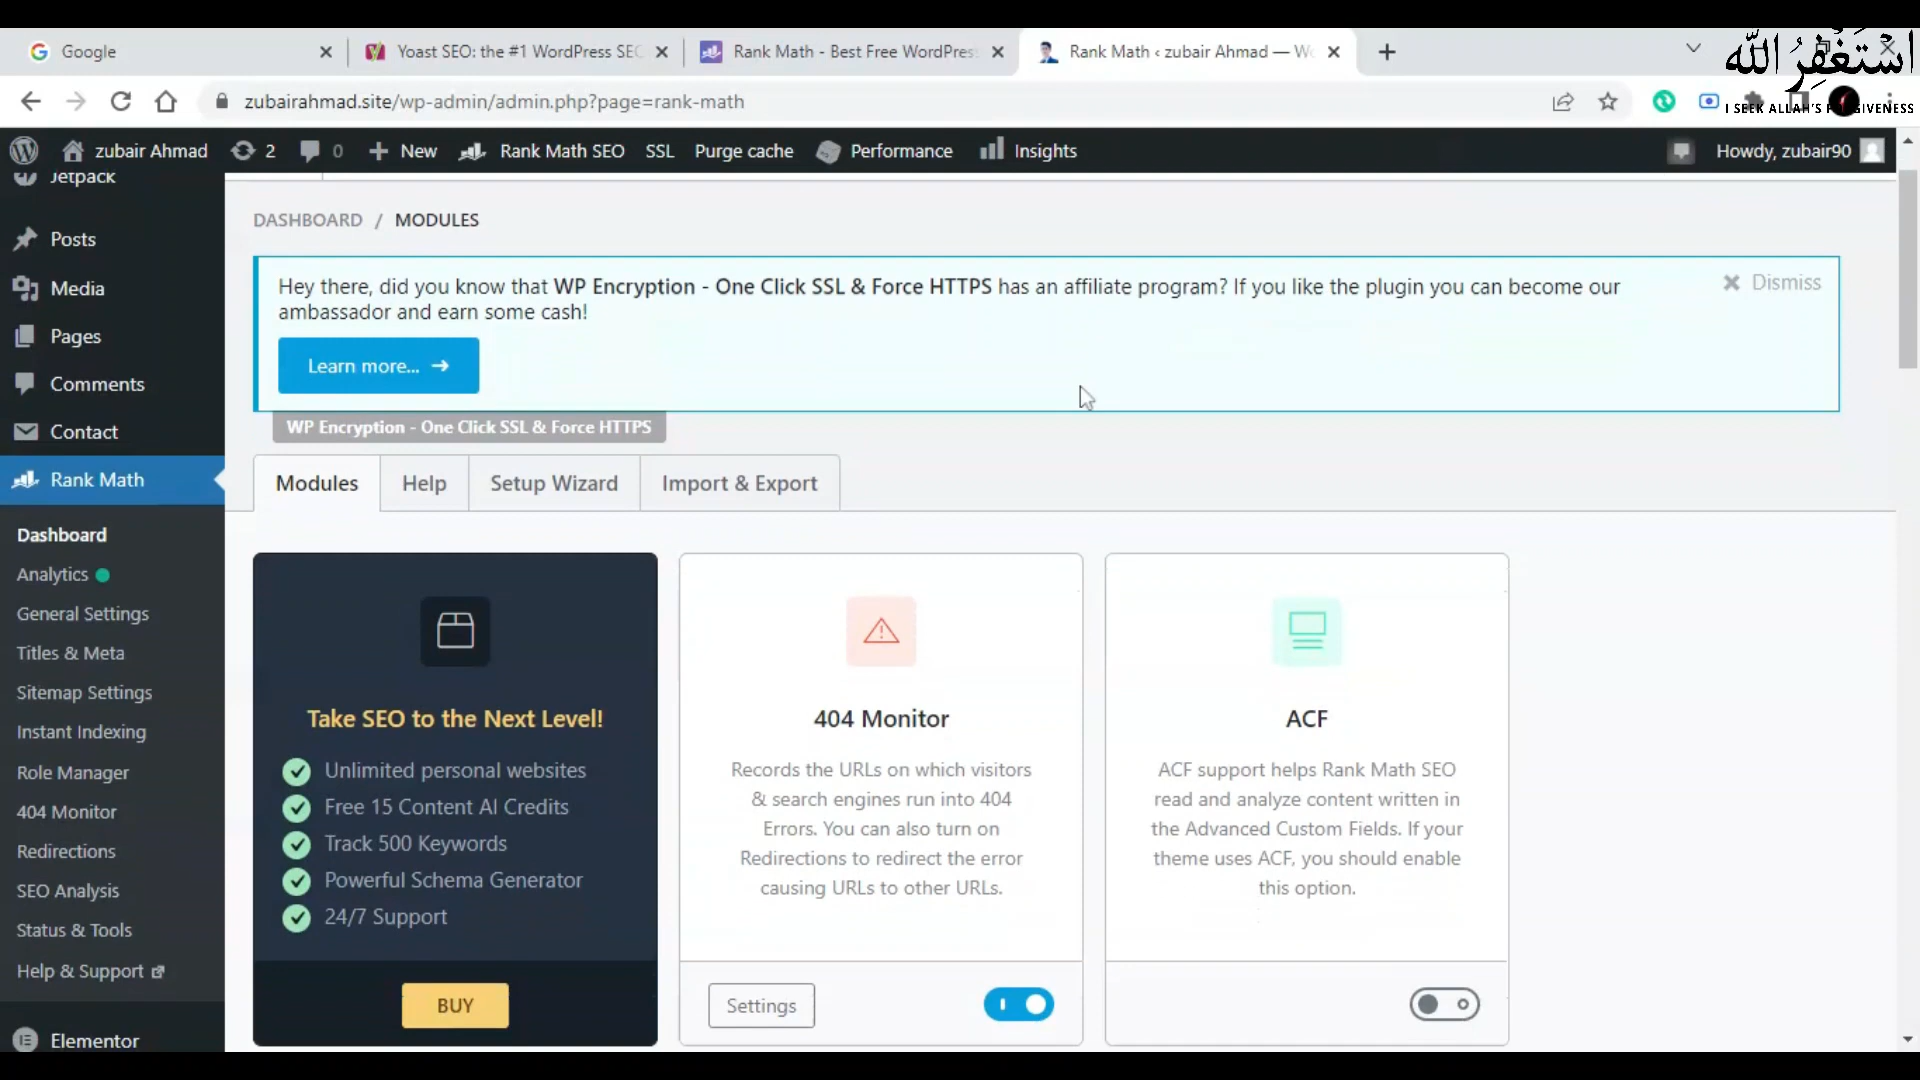 Google
Yoast SEO: the #1 WordPress SEC
Rank Math - Best Free WordPress
Rank Math ‹ zubair Ahmad — Wo
أَسْتَغْفِرُ اللّٰه
I SEEK ALLAH'S FORGIVENESS
zubairahmad.site/wp-admin/admin.php?page=rank-math
zubair Ahmad
2
0
New
Rank Math SEO
SSL
Purge cache
Performance
Insights
Howdy, zubair90
Jetpack
Posts
Media
Pages
Comments
Contact
Rank Math
Dashboard
Analytics
General Settings
Titles & Meta
Sitemap Settings
Instant Indexing
Role Manager
404 Monitor
Redirections
SEO Analysis
Status & Tools
Help & Support
Elementor
DASHBOARD / MODULES
Hey there, did you know that WP Encryption - One Click SSL & Force HTTPS has an affiliate program? If you like the plugin you can become our
ambassador and earn some cash!
Dismiss
Learn more... →
WP Encryption - One Click SSL & Force HTTPS
Modules
Help
Setup Wizard
Import & Export
Take SEO to the Next Level!
Unlimited personal websites
Free 15 Content AI Credits
Track 500 Keywords
Powerful Schema Generator
24/7 Support
BUY
404 Monitor
Records the URLs on which visitors
& search engines run into 404
Errors. You can also turn on
Redirections to redirect the error
causing URLs to other URLs.
Settings
ACF
ACF support helps Rank Math SEO
read and analyze content written in
the Advanced Custom Fields. If your
theme uses ACF, you should enable
this option.